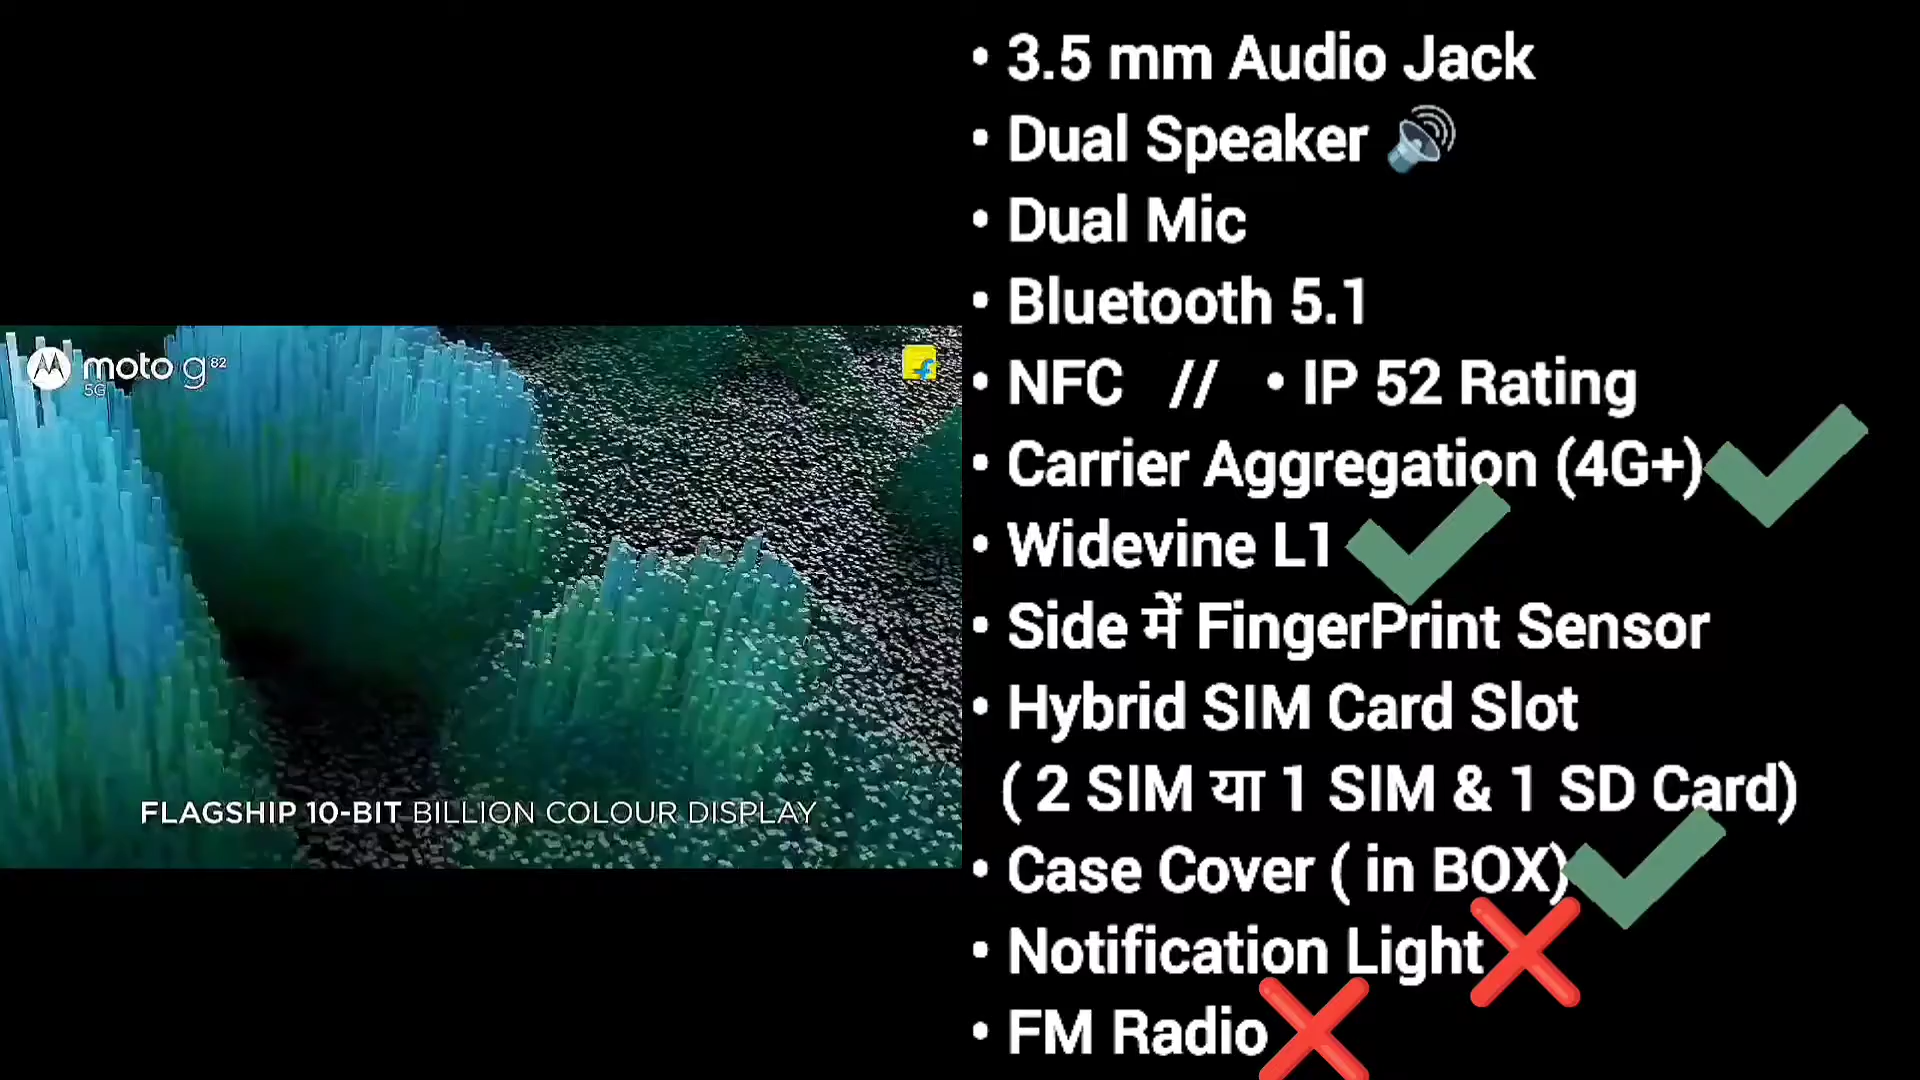 moto g82
5G
FLAGSHIP 10-BIT BILLION COLOUR DISPLAY
• 3.5 mm Audio Jack
• Dual Speaker 🔊
• Dual Mic
• Bluetooth 5.1
• NFC // • IP 52 Rating
• Carrier Aggregation (4G+)
• Widevine L1
• Side में FingerPrint Sensor
• Hybrid SIM Card Slot
( 2 SIM या 1 SIM & 1 SD Card)
• Case Cover ( in BOX)
• Notification Light
• FM Radio